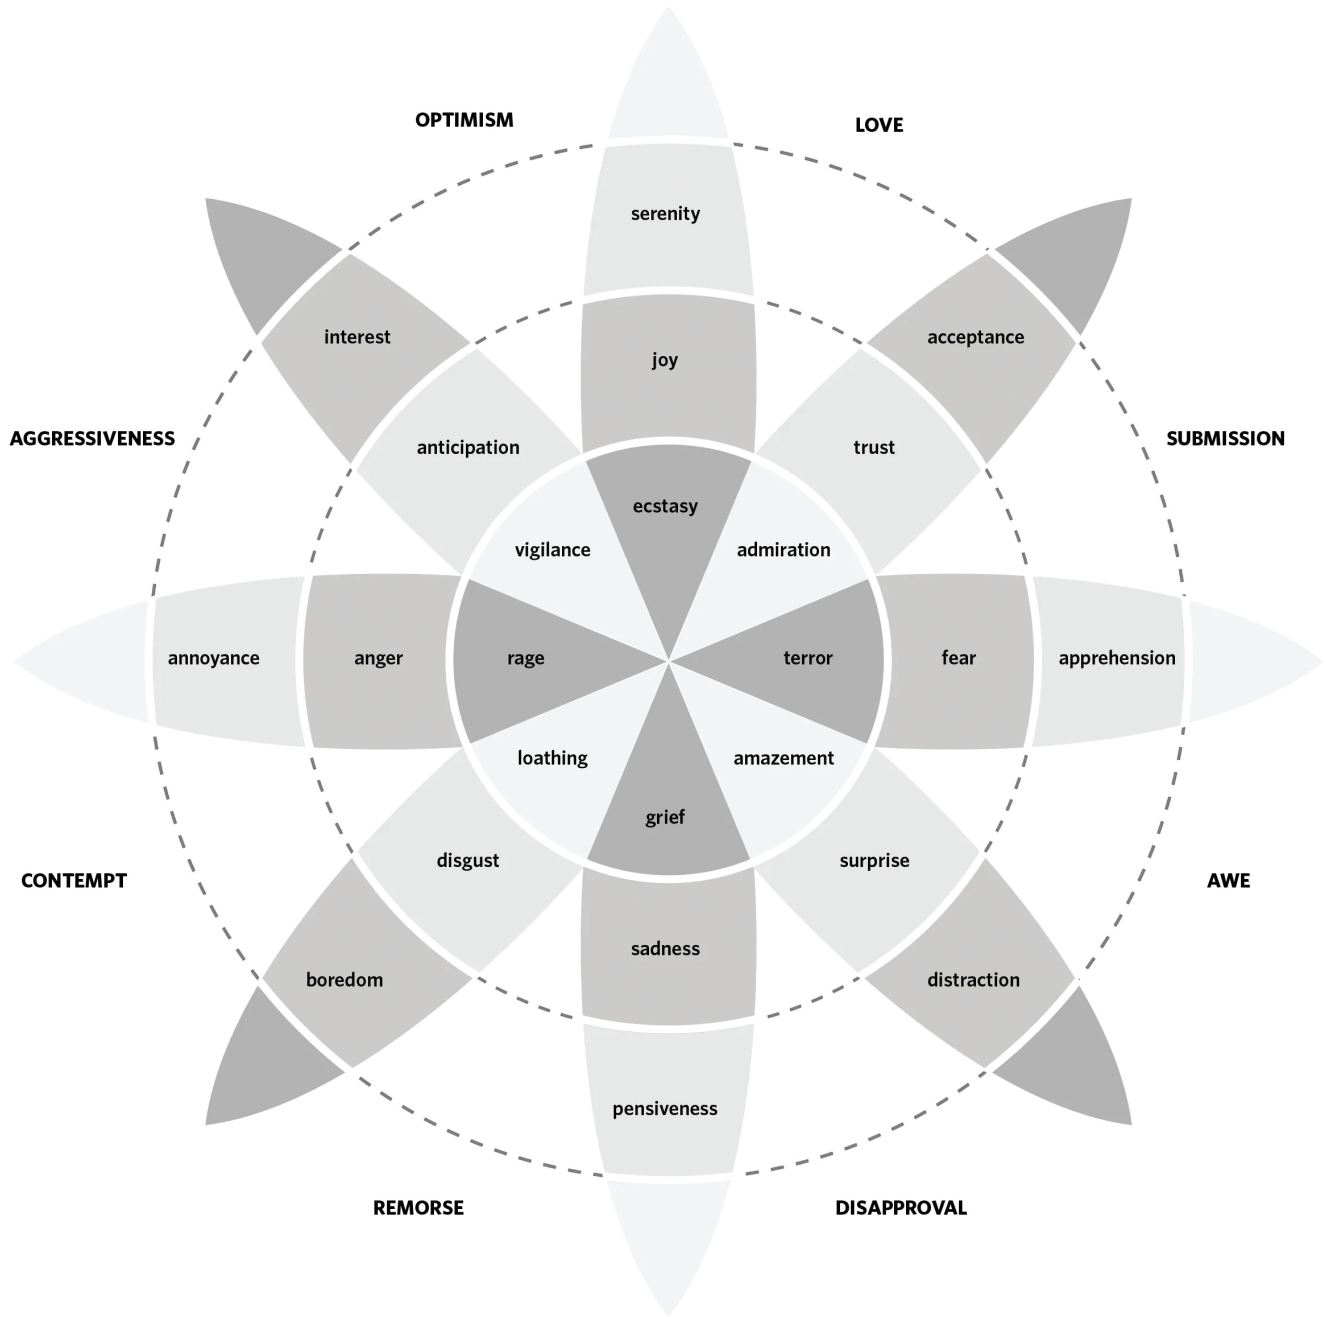 OPTIMISM
LOVE
serenity
interest
acceptance
joy
AGGRESSIVENESS
SUBMISSION
anticipation
trust
ecstasy
vigilance
admiration
annoyance
anger
rage
terror
fear
apprehension
loathing
amazement
grief
disgust
surprise
CONTEMPT
AWE
sadness
boredom
distraction
pensiveness
REMORSE
DISAPPROVAL